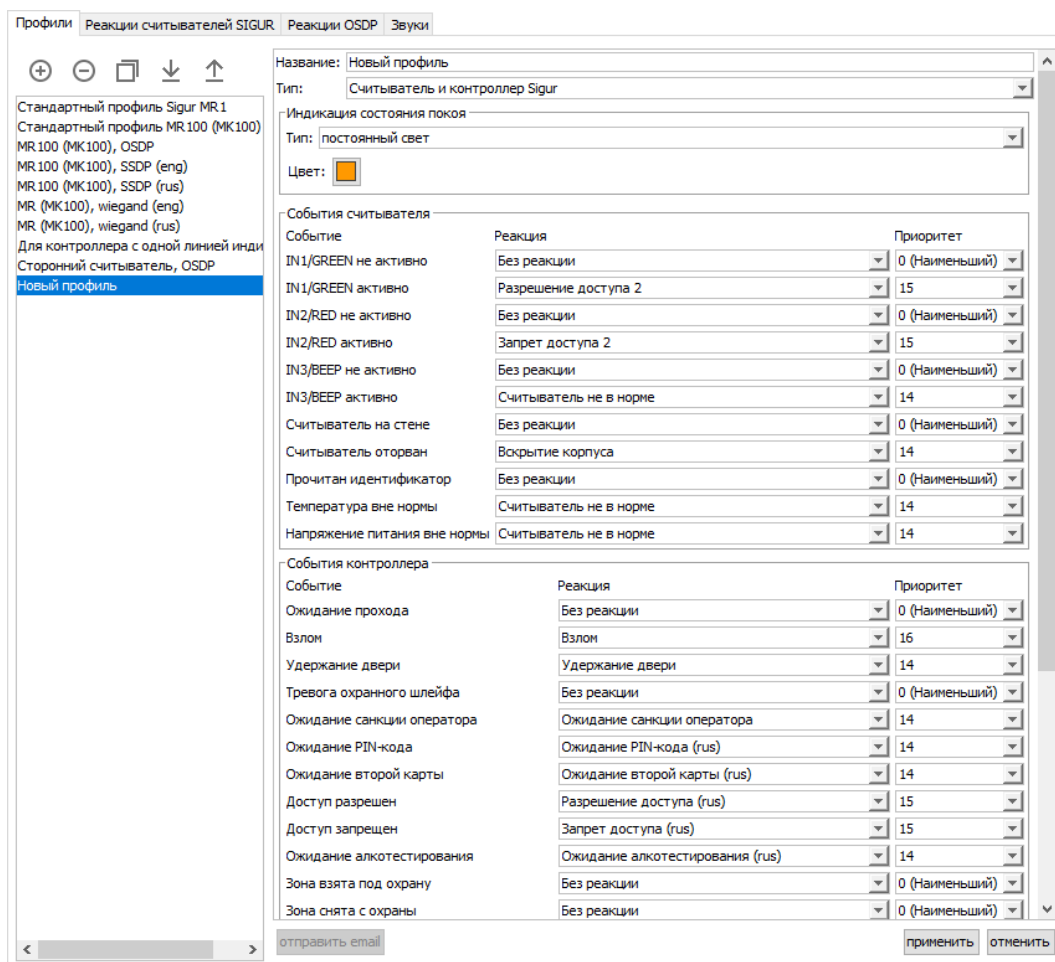 Профили Реакции считывателей SIGUR Реакции OSDP Звуки
Стандартный профиль Sigur MR1
Стандартный профиль MR100 (MK100)
MR100 (MK100), OSDP
MR100 (MK100), SSDP (eng)
MR100 (MK100), SSDP (rus)
MR (MK100), wiegand (eng)
MR (MK100), wiegand (rus)
Для контроллера с одной линией инди
Сторонний считыватель, OSDP
Новый профиль
Название: Новый профиль
Тип: Считыватель и контроллер Sigur
Индикация состояния покоя
Тип: постоянный свет
Цвет:
События считывателя
Событие Реакция Приоритет
IN1/GREEN не активно Без реакции 0 (Наименьший)
IN1/GREEN активно Разрешение доступа 2 15
IN2/RED не активно Без реакции 0 (Наименьший)
IN2/RED активно Запрет доступа 2 15
IN3/BEEP не активно Без реакции 0 (Наименьший)
IN3/BEEP активно Считыватель не в норме 14
Считыватель на стене Без реакции 0 (Наименьший)
Считыватель оторван Вскрытие корпуса 14
Прочитан идентификатор Без реакции 0 (Наименьший)
Температура вне нормы Считыватель не в норме 14
Напряжение питания вне нормы Считыватель не в норме 14
События контроллера
Событие Реакция Приоритет
Ожидание прохода Без реакции 0 (Наименьший)
Взлом Взлом 16
Удержание двери Удержание двери 14
Тревога охранного шлейфа Без реакции 0 (Наименьший)
Ожидание санкции оператора Ожидание санкции оператора 14
Ожидание PIN-кода Ожидание PIN-кода (rus) 14
Ожидание второй карты Ожидание второй карты (rus) 14
Доступ разрешен Разрешение доступа (rus) 15
Доступ запрещен Запрет доступа (rus) 15
Ожидание алкотестирования Ожидание алкотестирования (rus) 14
Зона взята под охрану Без реакции 0 (Наименьший)
Зона снята с охраны Без реакции 0 (Наименьший)
отправить email применить отменить